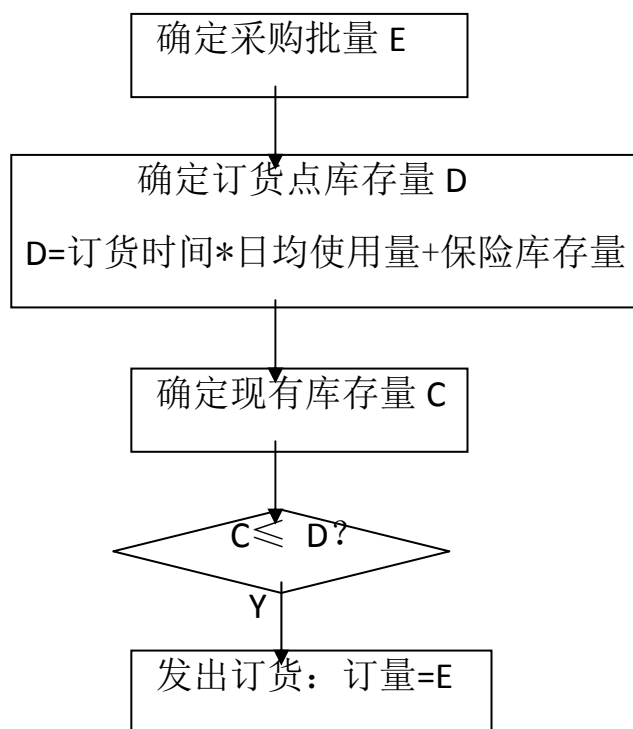 确定采购批量 E
确定订货点库存量 D
D=订货时间*日均使用量+保险库存量
确定现有库存量 C
C≤ D？
Y
发出订货：订量=E